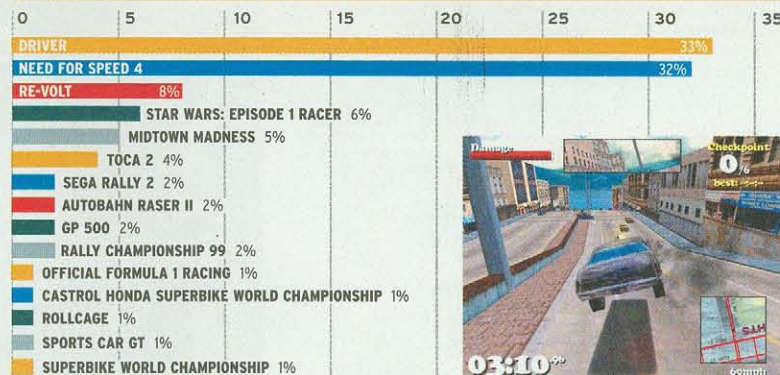 0 5 10 15 20 25 30 35
DRIVER 33%
NEED FOR SPEED 4 32%
RE-VOLT 8%
STAR WARS: EPISODE 1 RACER 6%
MIDTOWN MADNESS 5%
TOCA 2 4%
SEGA RALLY 2 2%
AUTOBAHN RASER II 2%
GP 500 2%
RALLY CHAMPIONSHIP 99 2%
OFFICIAL FORMULA 1 RACING 1%
CASTROL HONDA SUPERBIKE WORLD CHAMPIONSHIP 1%
ROLLCAGE 1%
SPORTS CAR GT 1%
SUPERBIKE WORLD CHAMPIONSHIP 1%
Damage
Checkpoint
0%
Best: -:--
03:10
60mph